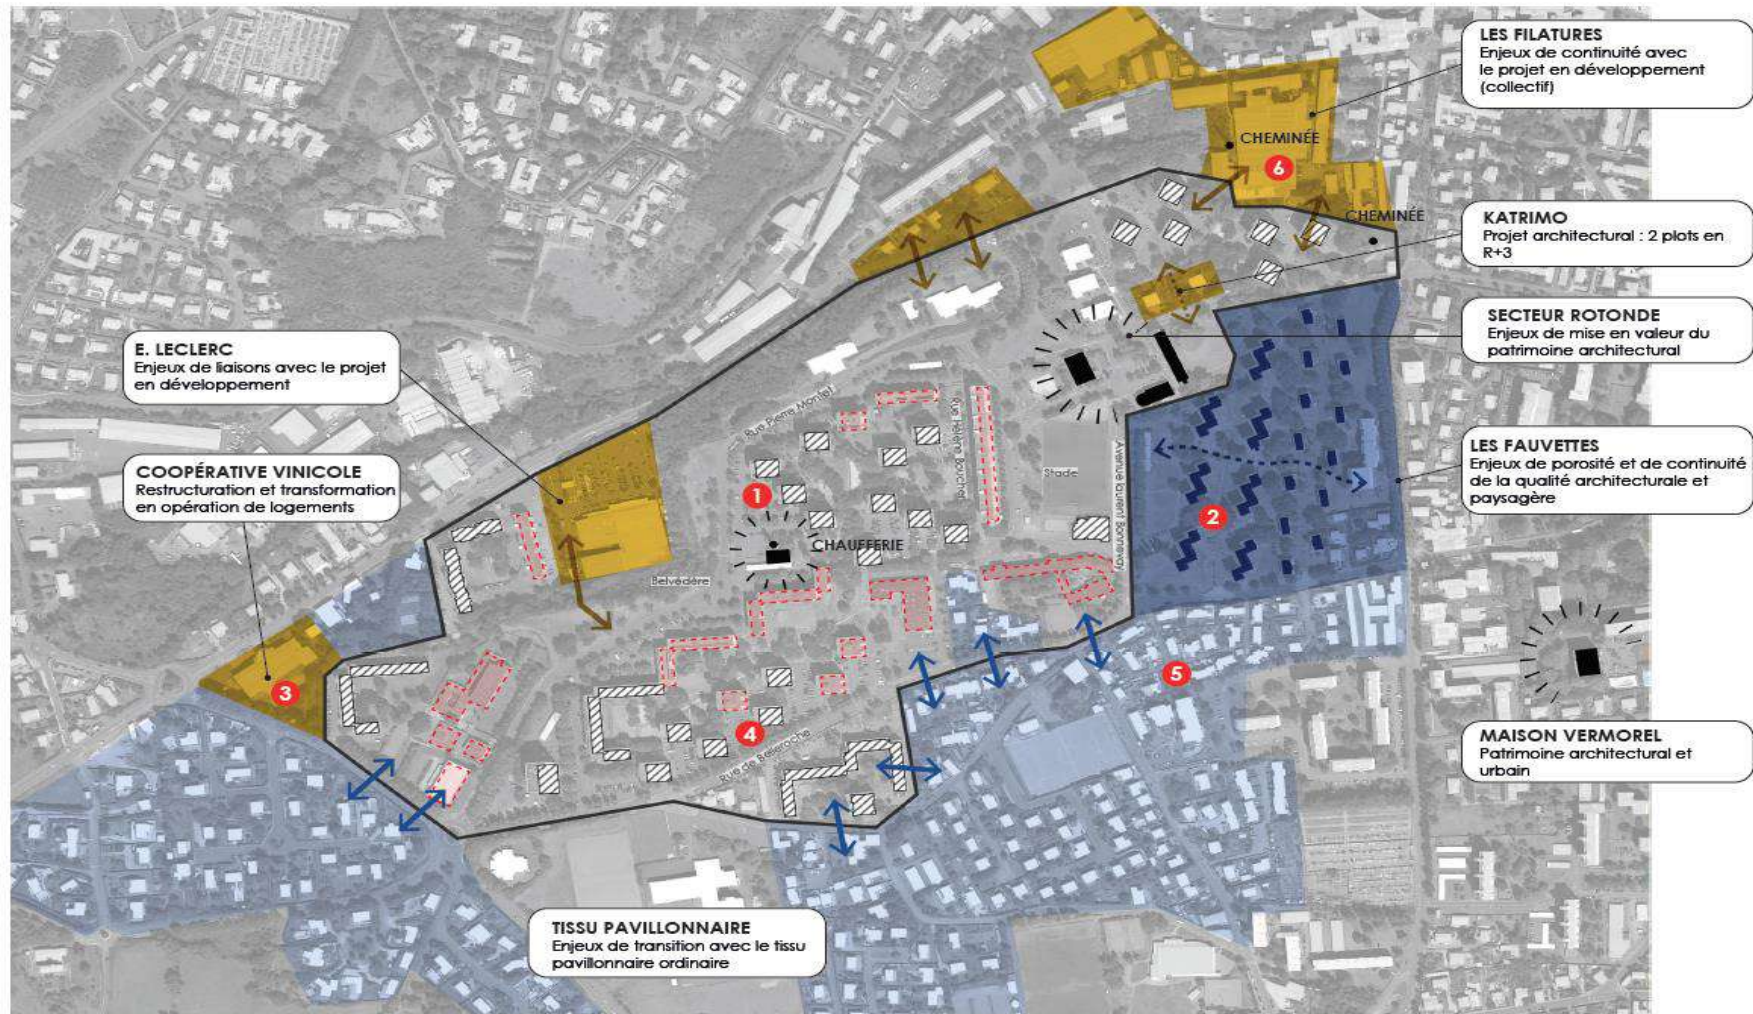 LES FILATURES
Enjeux de continuité avec
le projet en développement
(collectif)
CHEMINÉE
6
CHEMINÉE
KATRIMO
Projet architectural : 2 plots en
R+3
SECTEUR ROTONDE
Enjeux de mise en valeur du
patrimoine architectural
E. LECLERC
Enjeux de liaisons avec le projet
en développement
Rue Pierre Montet
Rue Hélène Boucher
Stade
Avenue Laurent Bonnevay
LES FAUVETTES
Enjeux de porosité et de continuité
de la qualité architecturale et
paysagère
COOPÉRATIVE VINICOLE
Restructuration et transformation
en opération de logements
1
2
CHAUFFERIE
Belvédère
3
5
4
Rue de Belleroche
MAISON VERMOREL
Patrimoine architectural et
urbain
TISSU PAVILLONNAIRE
Enjeux de transition avec le tissu
pavillonnaire ordinaire